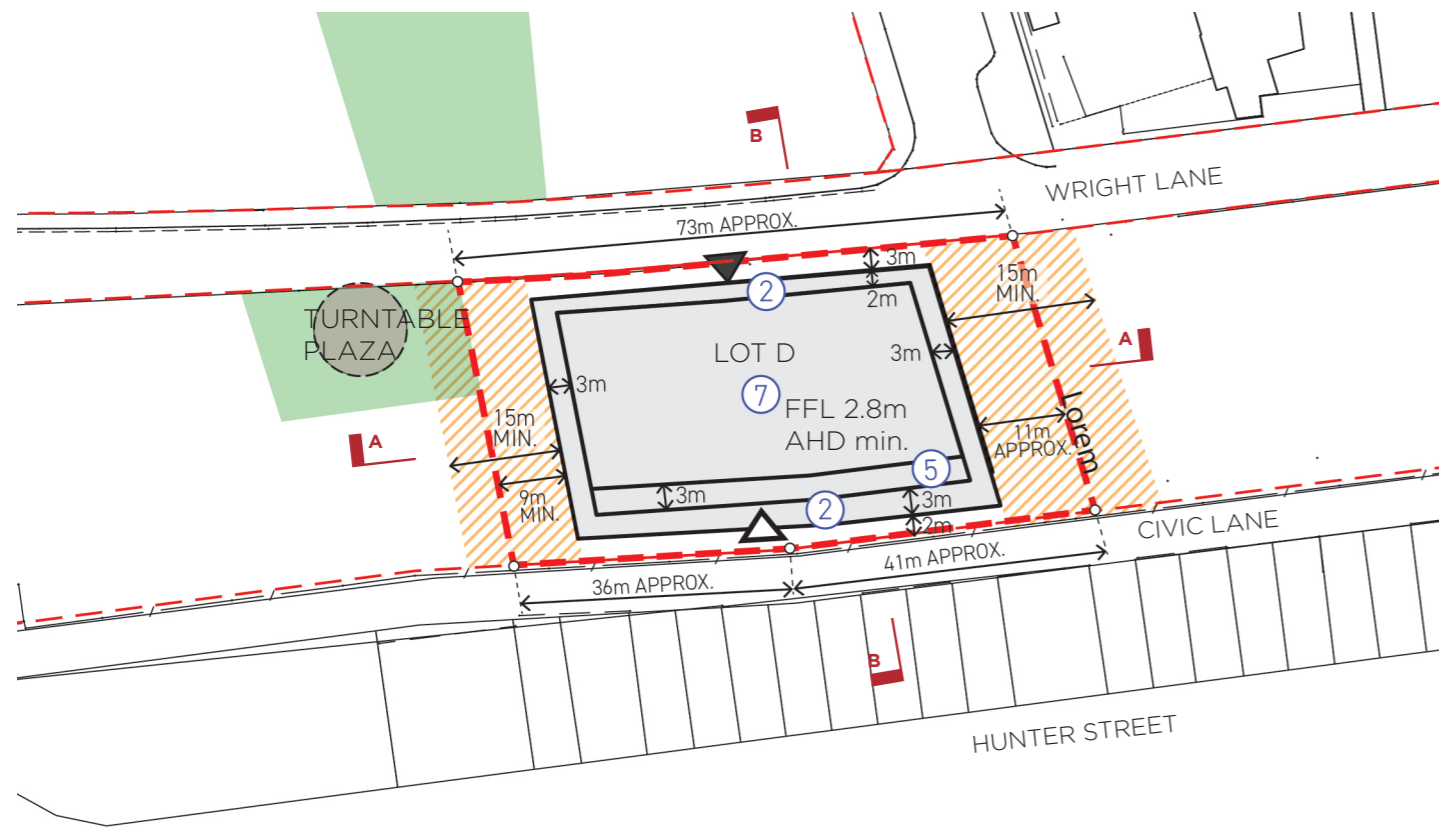 B
WRIGHT LANE
73m APPROX.
3m
15m
MIN.
2
2m
TURNTABLE
PLAZA
LOT D
3m
A
3m
7
FFL 2.8m
AHD min.
Lorem
15m
MIN.
11m
APPROX.
A
5
9m
MIN.
3m
2
3m
2m
CIVIC LANE
41m APPROX.
36m APPROX.
B
HUNTER STREET